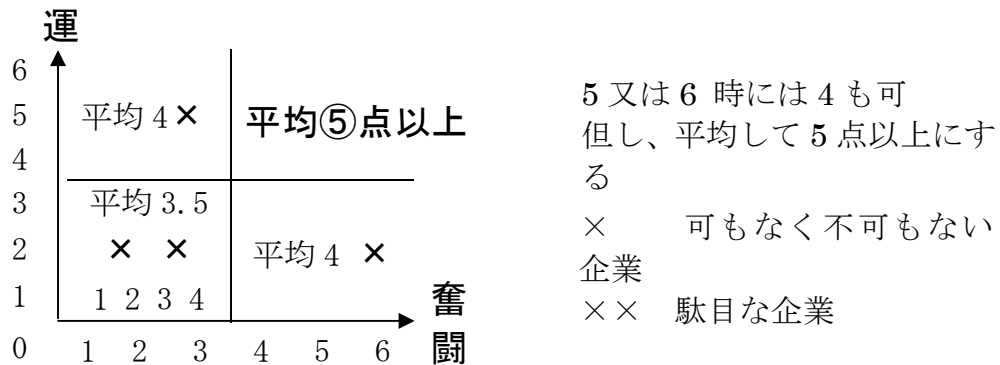 運
6
5
4
3
2
1
0
平均 4×
平均⑤点以上
平均 3.5
× ×
1 2 3 4
平均 4 ×
1 2 3 4 5 6
奮
闘
5 又は 6 時には 4 も可
但し、平均して 5 点以上にす
る
× 可もなく不可もない
企業
×× 駄目な企業